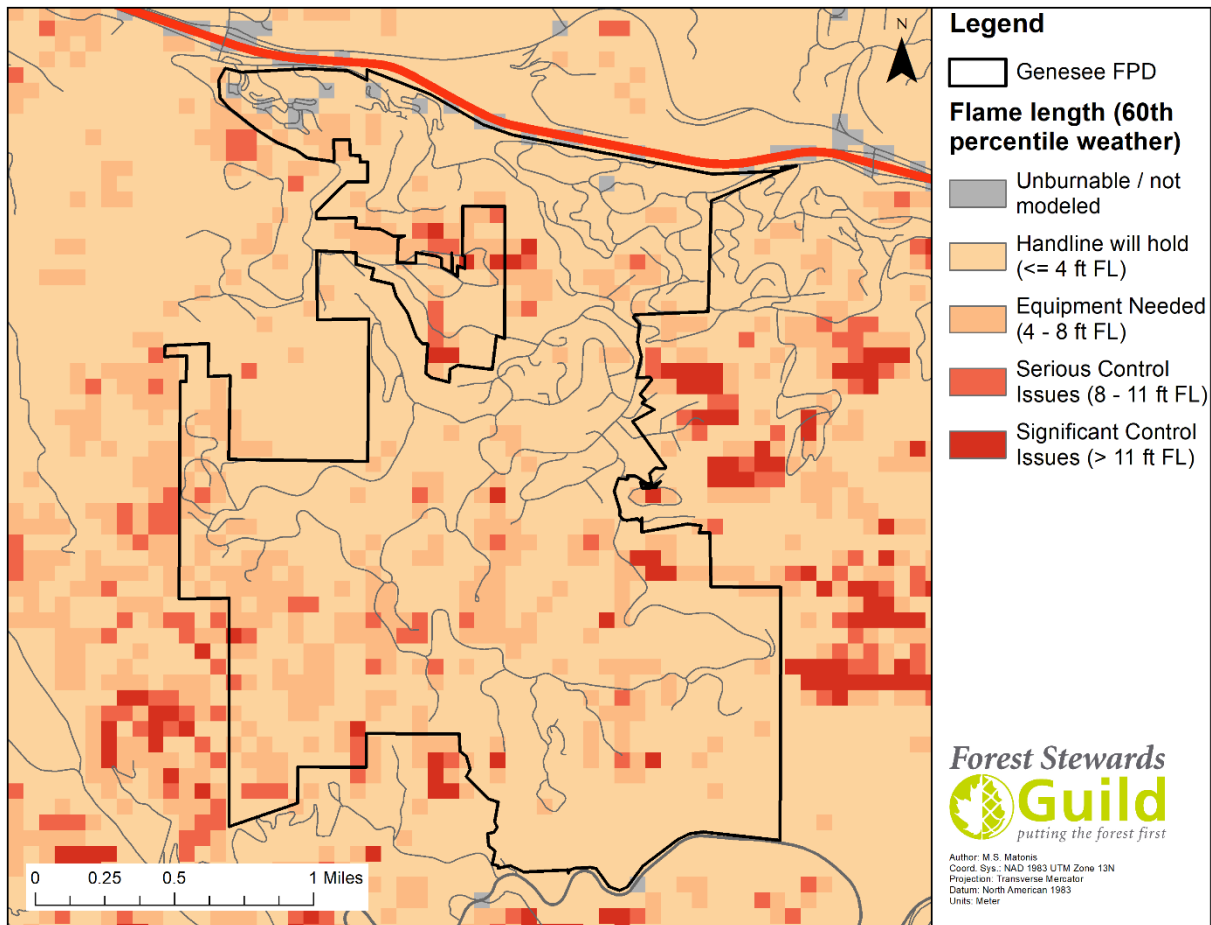 N
Legend
Genesee FPD
Flame length (60th
percentile weather)
Unburnable / not
modeled
Handline will hold
(<= 4 ft FL)
Equipment Needed
(4 - 8 ft FL)
Serious Control
Issues (8 - 11 ft FL)
Significant Control
Issues (> 11 ft FL)
0 0.25 0.5 1 Miles
Forest Stewards
Guild
putting the forest first
Author: M.S. Matonis
Coord. Sys.: NAD 1983 UTM Zone 13N
Projection: Transverse Mercator
Datum: North American 1983
Units: Meter